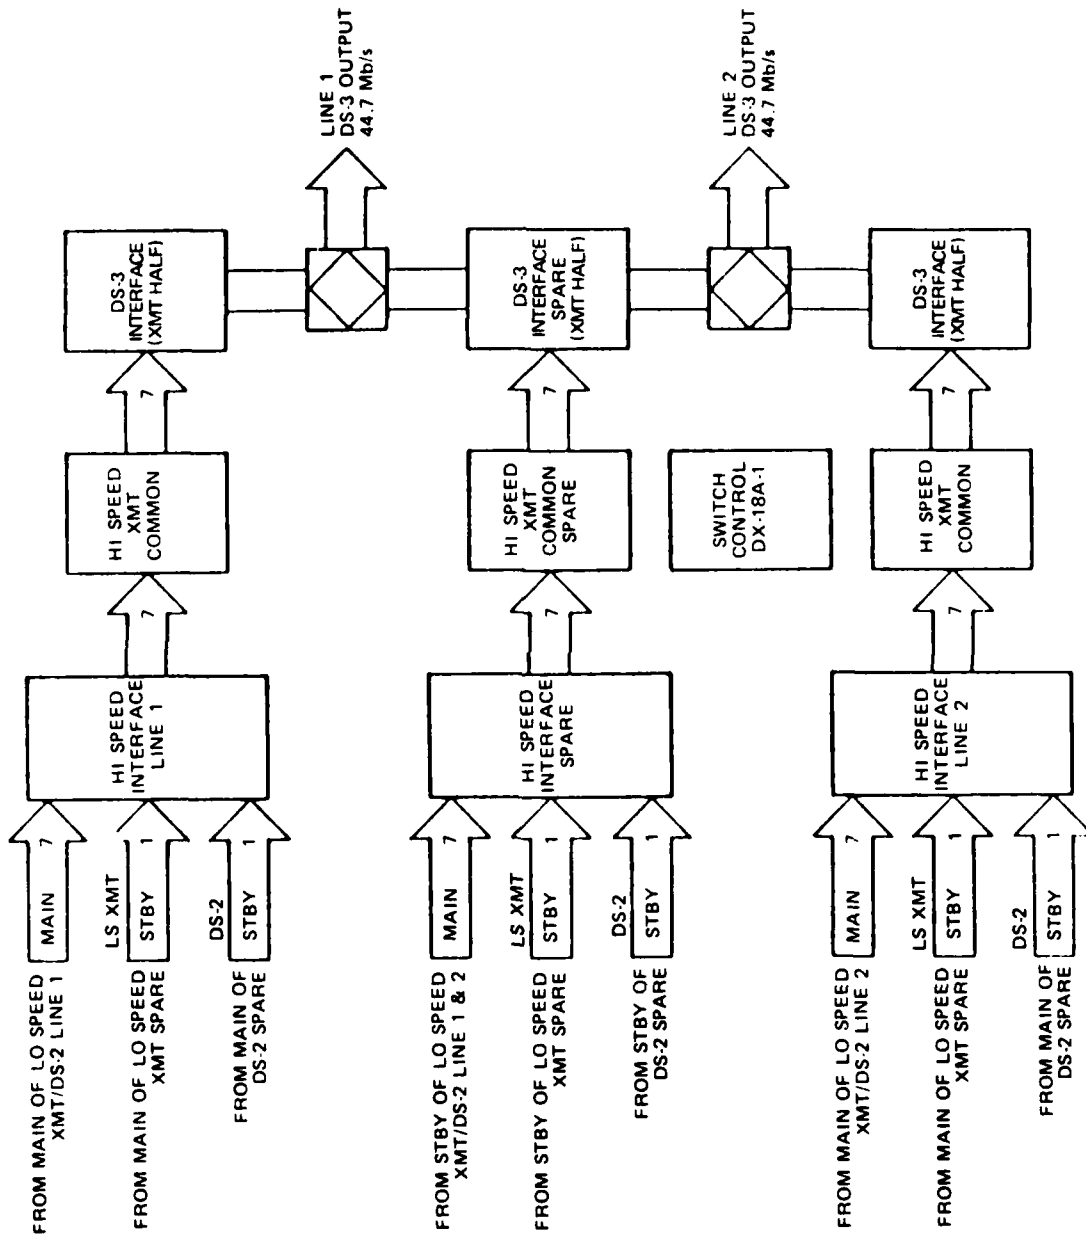 FROM MAIN OF LO SPEED
XMT/DS-2 LINE 1
MAIN
7
FROM MAIN OF LO SPEED
XMT SPARE
LS XMT
STBY
1
FROM MAIN OF
DS-2 SPARE
DS-2
STBY
1
HI SPEED
INTERFACE
LINE 1
7
HI SPEED
XMT
COMMON
7
DS-3
INTERFACE
(XMT HALF)
LINE 1
DS-3 OUTPUT
44.7 Mb/s
FROM STBY OF LO SPEED
XMT/DS-2 LINE 1 & 2
MAIN
7
FROM STBY OF LO SPEED
XMT SPARE
LS XMT
STBY
1
FROM STBY OF
DS-2 SPARE
DS-2
STBY
1
HI SPEED
INTERFACE
SPARE
7
HI SPEED
XMT
COMMON
SPARE
7
DS-3
INTERFACE
SPARE
(XMT HALF)
SWITCH
CONTROL
DX-18A-1
LINE 2
DS-3 OUTPUT
44.7 Mb/s
FROM MAIN OF LO SPEED
XMT/DS-2 LINE 2
MAIN
7
FROM MAIN OF LO SPEED
XMT SPARE
LS XMT
STBY
1
FROM MAIN OF
DS-2 SPARE
DS-2
STBY
1
HI SPEED
INTERFACE
LINE 2
7
HI SPEED
XMT
COMMON
7
DS-3
INTERFACE
(XMT HALF)